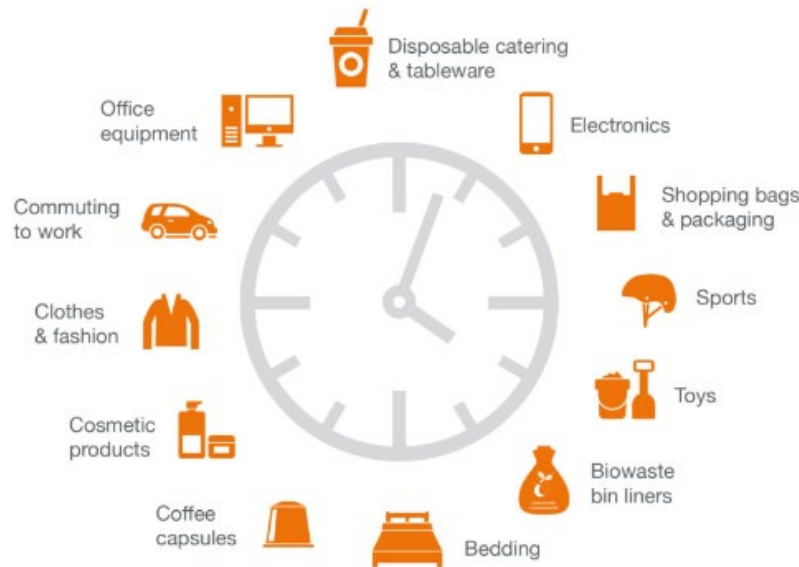 Disposable catering
& tableware
Electronics
Shopping bags
& packaging
Sports
Toys
Biowaste
bin liners
Bedding
Coffee
capsules
Cosmetic
products
Clothes
& fashion
Commuting
to work
Office
equipment